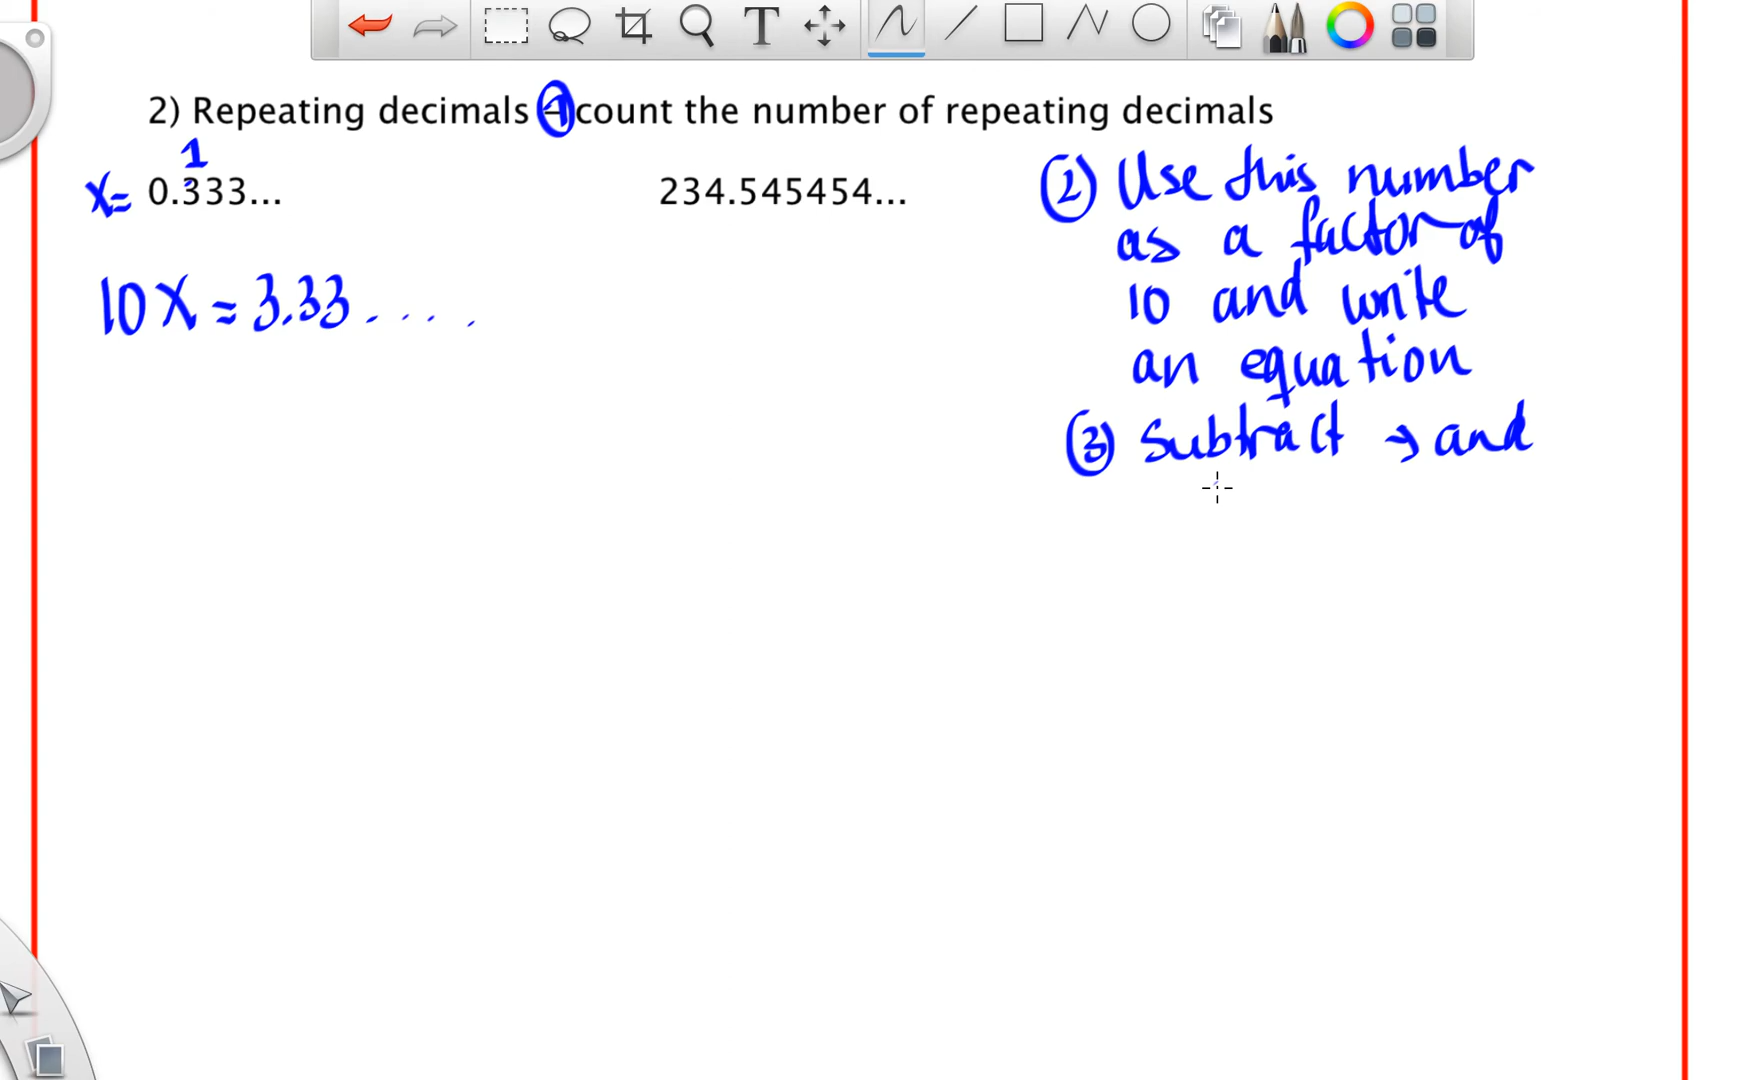 2) Repeating decimals ① count the number of repeating decimals
1
x= 0.333...
234.545454...
10x = 3.33.....
② Use this number
as a factor of
10 and write
an equation
③ Subtract → and
T